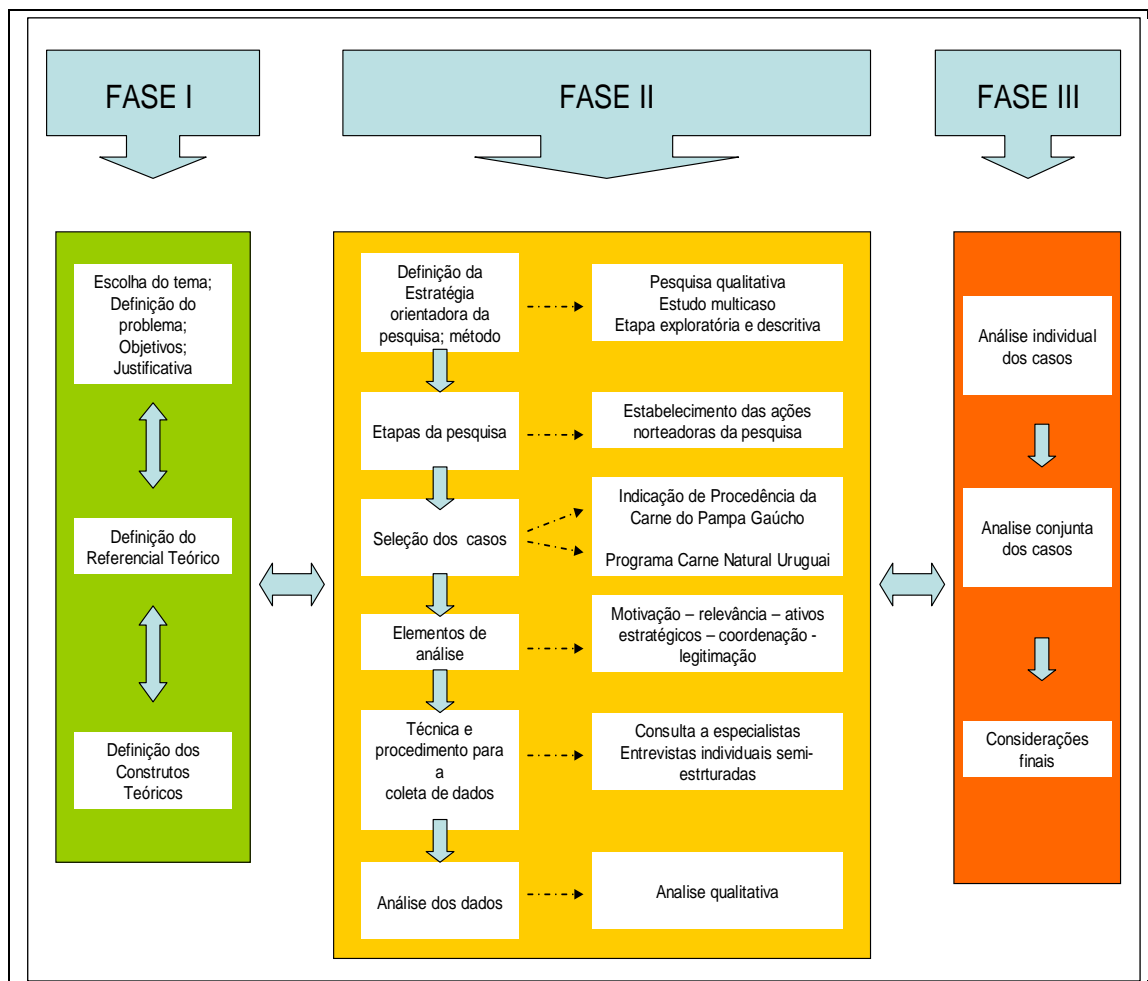 FASE I
FASE II
FASE III
Escolha do tema;
Definição do
problema;
Objetivos;
Justificativa
Definição do
Referencial Teórico
Definição dos
Construtos
Teóricos
Definição da
Estratégia
orientadora da
pesquisa; método
Pesquisa qualitativa
Estudo multicaso
Etapa exploratória e descritiva
Etapas da pesquisa
Estabelecimento das ações
norteadoras da pesquisa
Seleção dos casos
Indicação de Procedência da
Carne do Pampa Gaúcho
Programa Carne Natural Uruguai
Elementos de
análise
Motivação – relevância – ativos
estratégicos – coordenação -
legitimação
Técnica e
procedimento para
a
coleta de dados
Consulta a especialistas
Entrevistas individuais semi-
estrturadas
Análise dos dados
Analise qualitativa
Análise individual
dos casos
Analise conjunta
dos casos
Considerações
finais